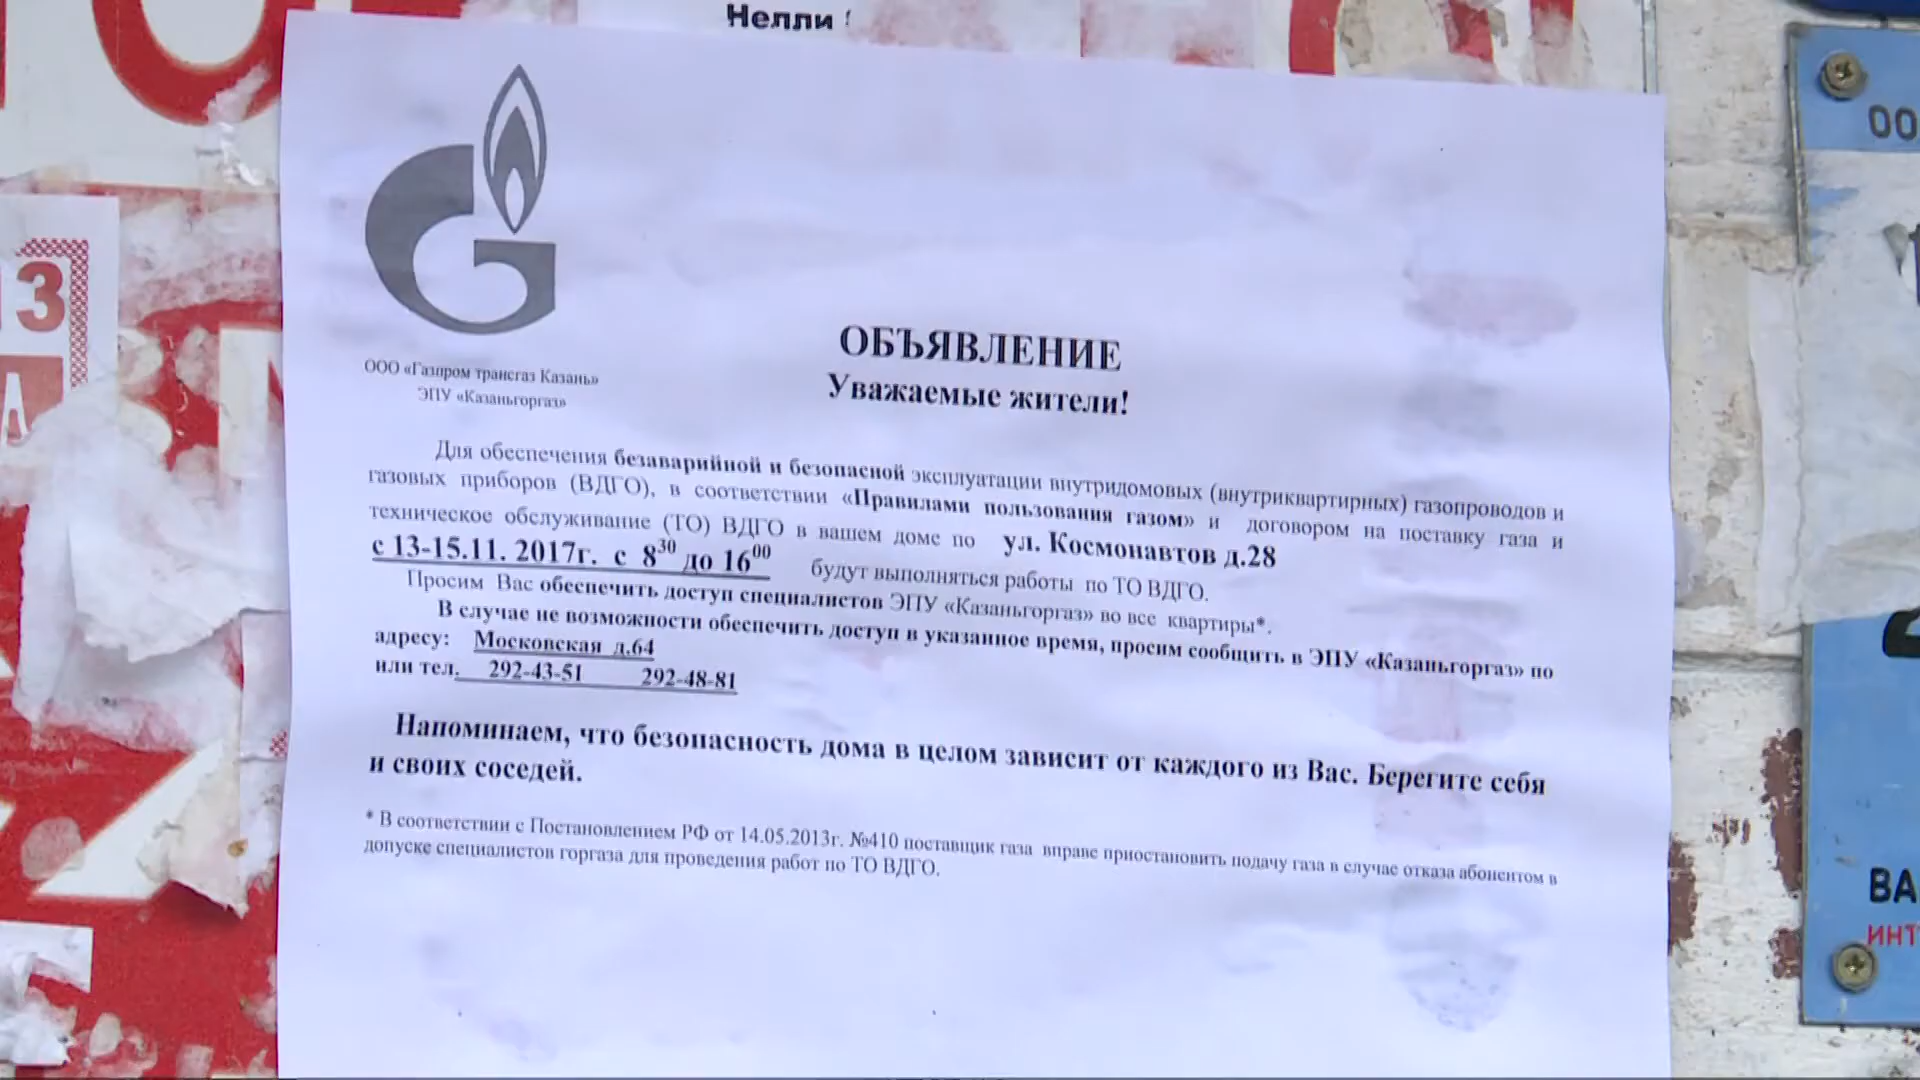 Нелли
ООО «Газпром трансгаз Казань»
ЭПУ «Казаньгоргаз»
ОБЪЯВЛЕНИЕ
Уважаемые жители!
Для обеспечения безаварийной и безопасной эксплуатации внутридомовых (внутриквартирных) газопроводов и
газовых приборов (ВДГО), в соответствии «Правилами пользования газом» и договором на поставку газа и
техническое обслуживание (ТО) ВДГО в вашем доме по ул. Космонавтов д.28
с 13-15.11. 2017г. с 8³⁰ до 16⁰⁰ будут выполняться работы по ТО ВДГО.
Просим Вас обеспечить доступ специалистов ЭПУ «Казаньгоргаз» во все квартиры*.
В случае не возможности обеспечить доступ в указанное время, просим сообщить в ЭПУ «Казаньгоргаз» по
адресу: Московская д.64
или тел. 292-43-51 292-48-81
Напоминаем, что безопасность дома в целом зависит от каждого из Вас. Берегите себя
и своих соседей.
* В соответствии с Постановлением РФ от 14.05.2013г. №410 поставщик газа вправе приостановить подачу газа в случае отказа абонентом в
допуске специалистов горгаза для проведения работ по ТО ВДГО.
13
А
ОО
ВА
ИНТ